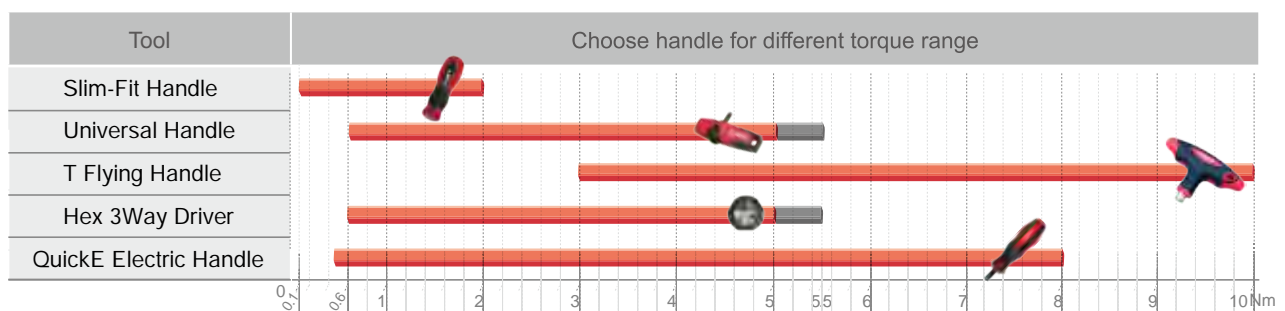 Tool Choose handle for different torque range
Slim-Fit Handle
Universal Handle
T Flying Handle
Hex 3Way Driver
QuickE Electric Handle
0 0.1 0.6 1 2 3 4 5 5.5 6 7 8 9 10 Nm